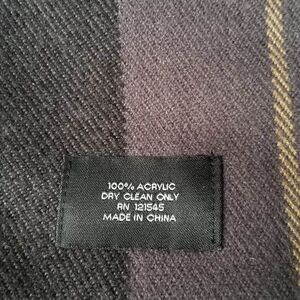 100% ACRYLIC
DRY CLEAN ONLY
RN 121545
MADE IN CHINA